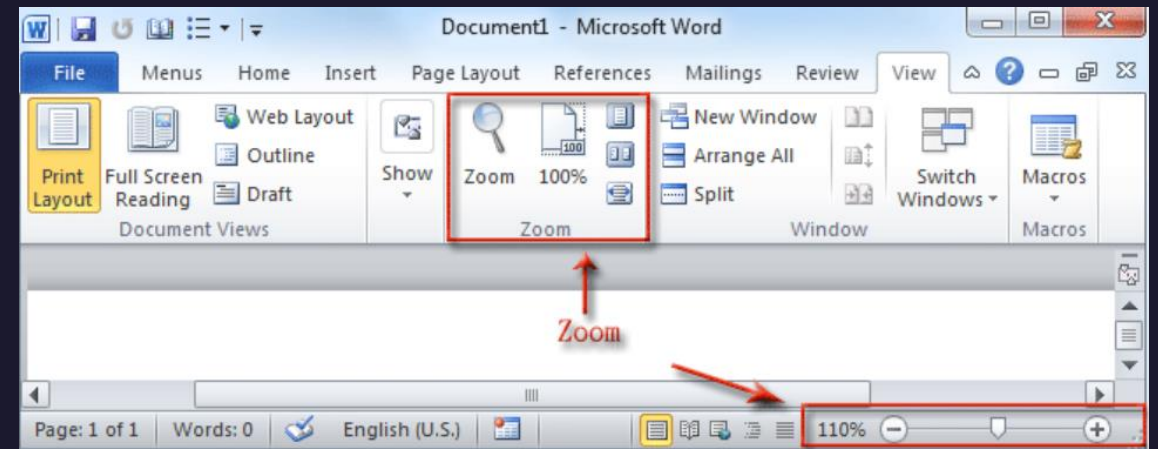 Document1 - Microsoft Word
File Menus Home Insert Page Layout References Mailings Review View
Web Layout
Outline
Draft
Print Layout
Full Screen Reading
Document Views
Show
Zoom
100
100%
Zoom
New Window
Arrange All
Split
Switch Windows
Window
Macros
Macros
Zoom
Page: 1 of 1 Words: 0 English (U.S.) 110%